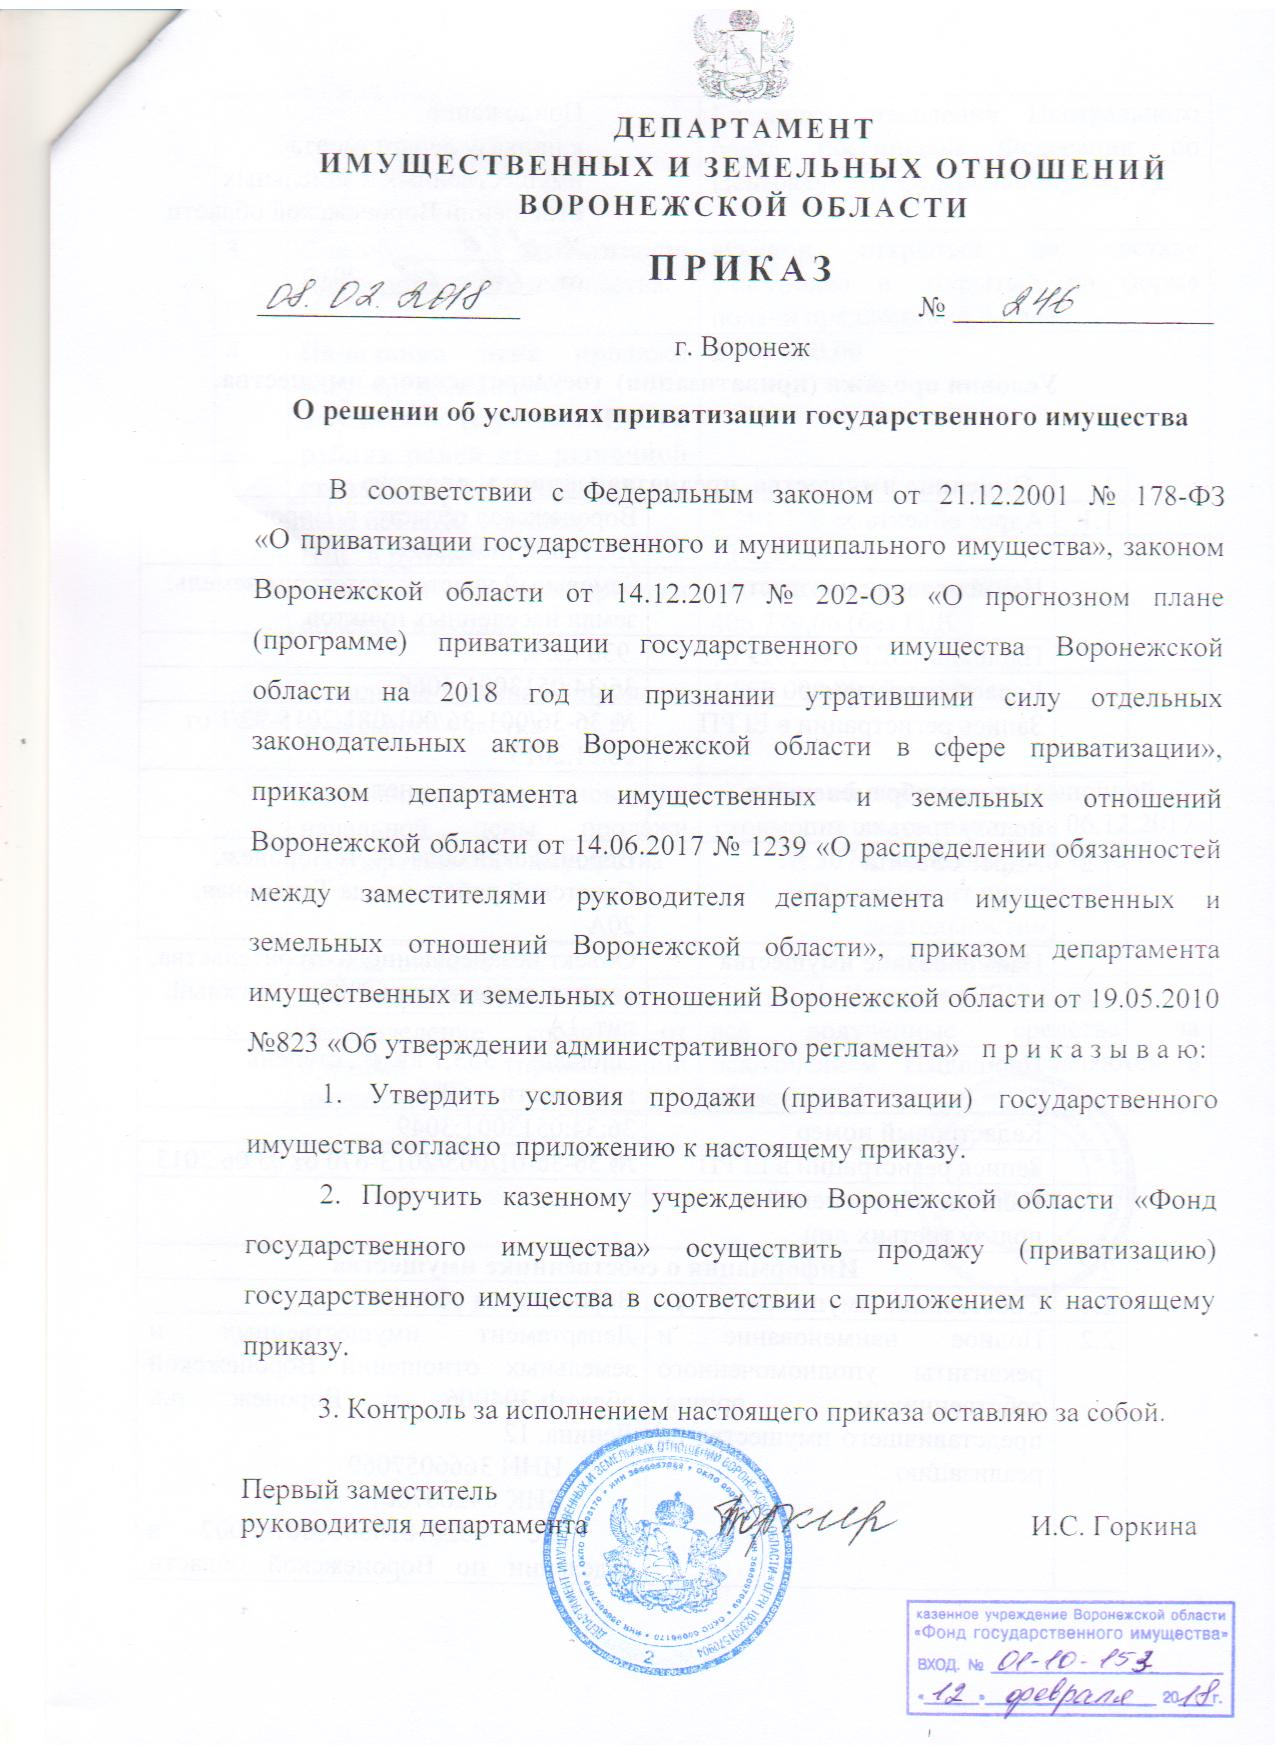 ДЕПАРТАМЕНТ
ИМУЩЕСТВЕННЫХ И ЗЕМЕЛЬНЫХ ОТНОШЕНИЙ
ВОРОНЕЖСКОЙ ОБЛАСТИ
ПРИКАЗ
08.02.2018 № 246
г. Воронеж
О решении об условиях приватизации государственного имущества
В соответствии с Федеральным законом от 21.12.2001 № 178-ФЗ
«О приватизации государственного и муниципального имущества», законом
Воронежской области от 14.12.2017 № 202-ОЗ «О прогнозном плане
(программе) приватизации государственного имущества Воронежской
области на 2018 год и признании утратившими силу отдельных
законодательных актов Воронежской области в сфере приватизации»,
приказом департамента имущественных и земельных отношений
Воронежской области от 14.06.2017 № 1239 «О распределении обязанностей
между заместителями руководителя департамента имущественных и
земельных отношений Воронежской области», приказом департамента
имущественных и земельных отношений Воронежской области от 19.05.2010
№823 «Об утверждении административного регламента» п р и к а з ы в а ю:
1. Утвердить условия продажи (приватизации) государственного
имущества согласно приложению к настоящему приказу.
2. Поручить казенному учреждению Воронежской области «Фонд
государственного имущества» осуществить продажу (приватизацию)
государственного имущества в соответствии с приложением к настоящему
приказу.
3. Контроль за исполнением настоящего приказа оставляю за собой.
Первый заместитель
руководителя департамента И.С. Горкина
ДЕПАРТАМЕНТ ИМУЩЕСТВЕННЫХ И ЗЕМЕЛЬНЫХ ОТНОШЕНИЙ ВОРОНЕЖСКОЙ ОБЛАСТИ
2
казенное учреждение Воронежской области
«Фонд государственного имущества»
ВХОД. № 01-10-153
«12» февраля 2018г.